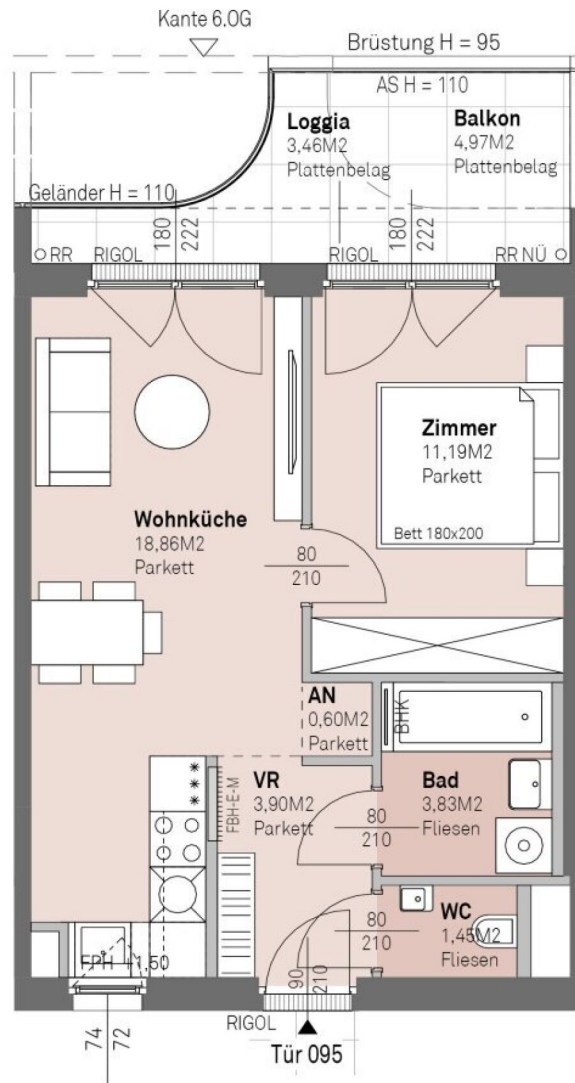 Kante 6.OG
Brüstung H = 95
AS H = 110
Loggia
3,46M2
Plattenbelag
Balkon
4,97M2
Plattenbelag
Geländer H = 110
180
222
180
222
RR
RIGOL
RIGOL
RR NÜ
Zimmer
11,19M2
Parkett
Bett 180x200
Wohnküche
18,86M2
Parkett
80
210
AN
0,60M2
Parkett
BHK
VR
3,90M2
Parkett
FBH-E-M
Bad
3,83M2
Fliesen
80
210
WC
1,45M2
Fliesen
80
210
90
210
FPH +1,50
74
72
RIGOL
Tür 095